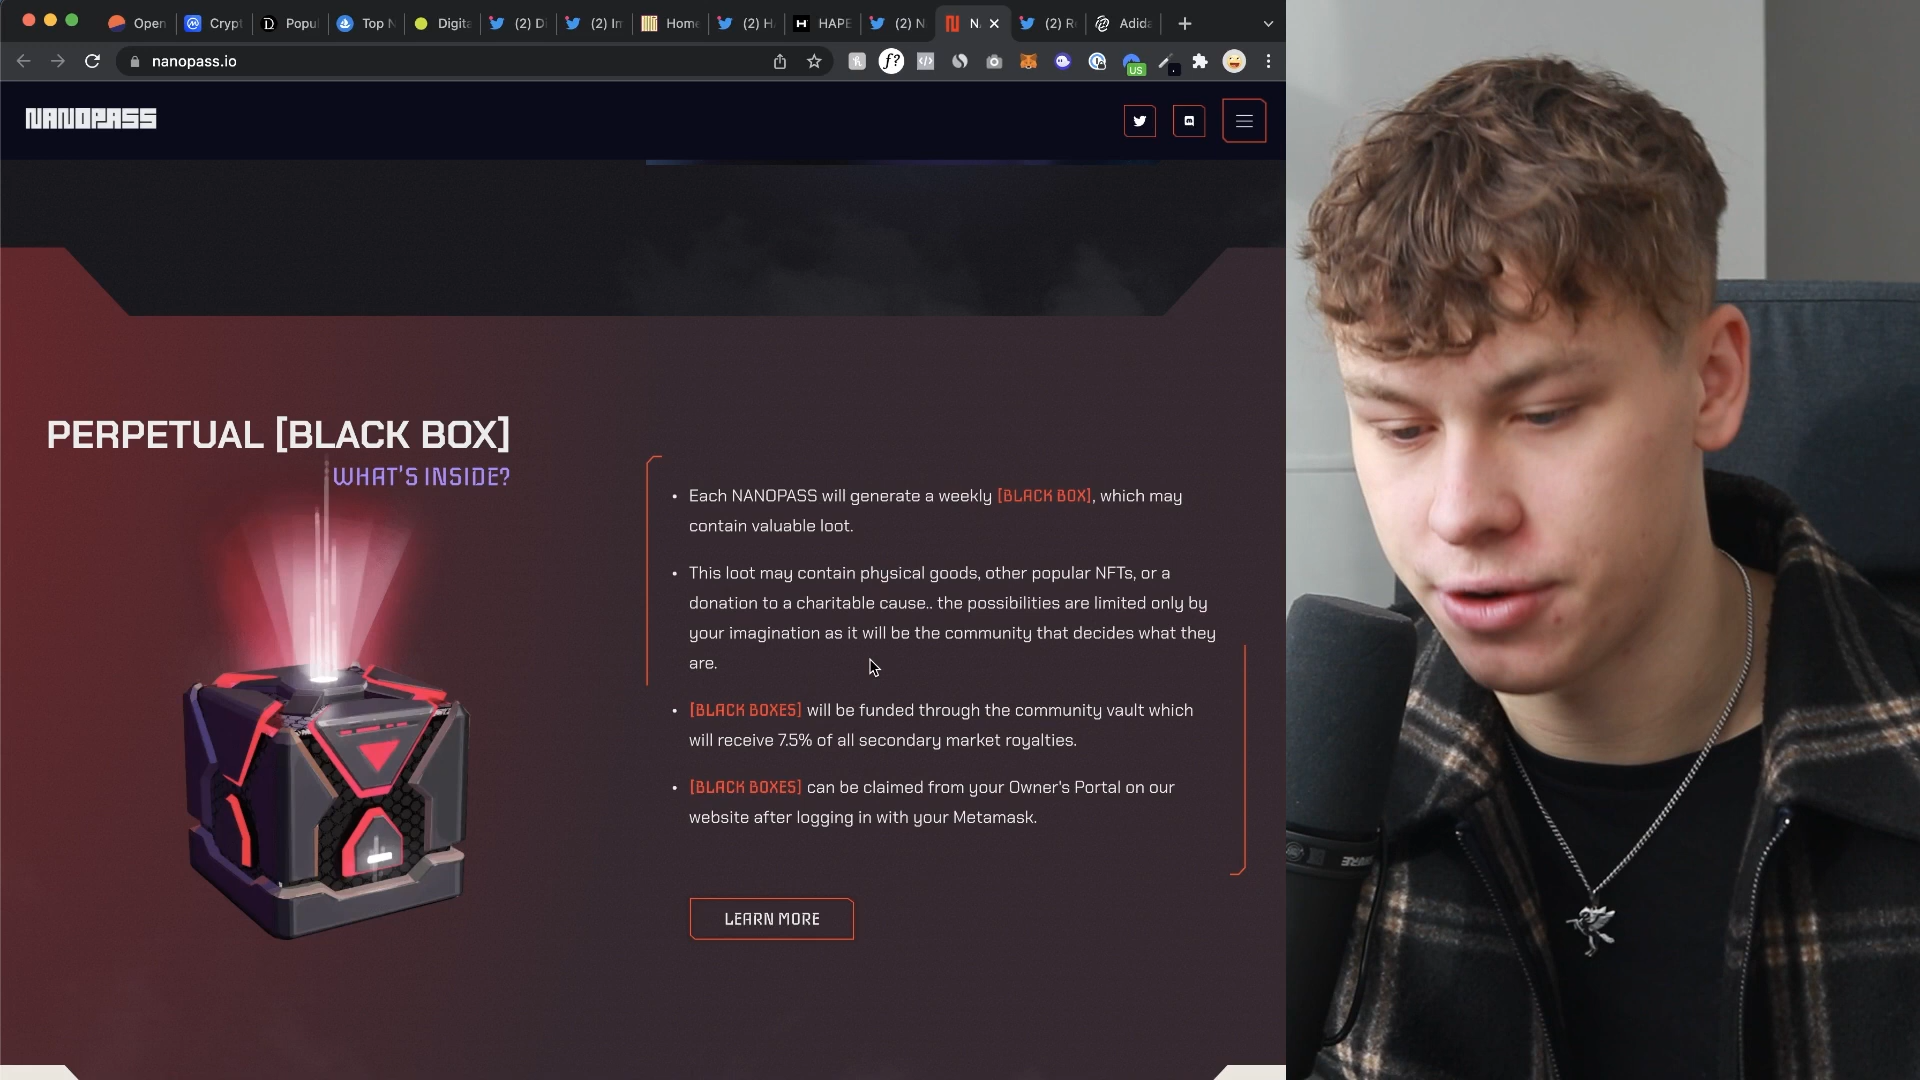 Open
Crypt
Popul
Top N
Digita
(2) Di
(2) Im
Home
(2) H
HAPE
(2) N
N
(2) R
Adida
nanopass.io
US
NANOPASS
PERPETUAL [BLACK BOX]
WHAT'S INSIDE?
• Each NANOPASS will generate a weekly [BLACK BOX], which may
contain valuable loot.
• This loot may contain physical goods, other popular NFTs, or a
donation to a charitable cause.. the possibilities are limited only by
your imagination as it will be the community that decides what they
are.
• [BLACK BOXES] will be funded through the community vault which
will receive 7.5% of all secondary market royalties.
• [BLACK BOXES] can be claimed from your Owner's Portal on our
website after logging in with your Metamask.
LEARN MORE